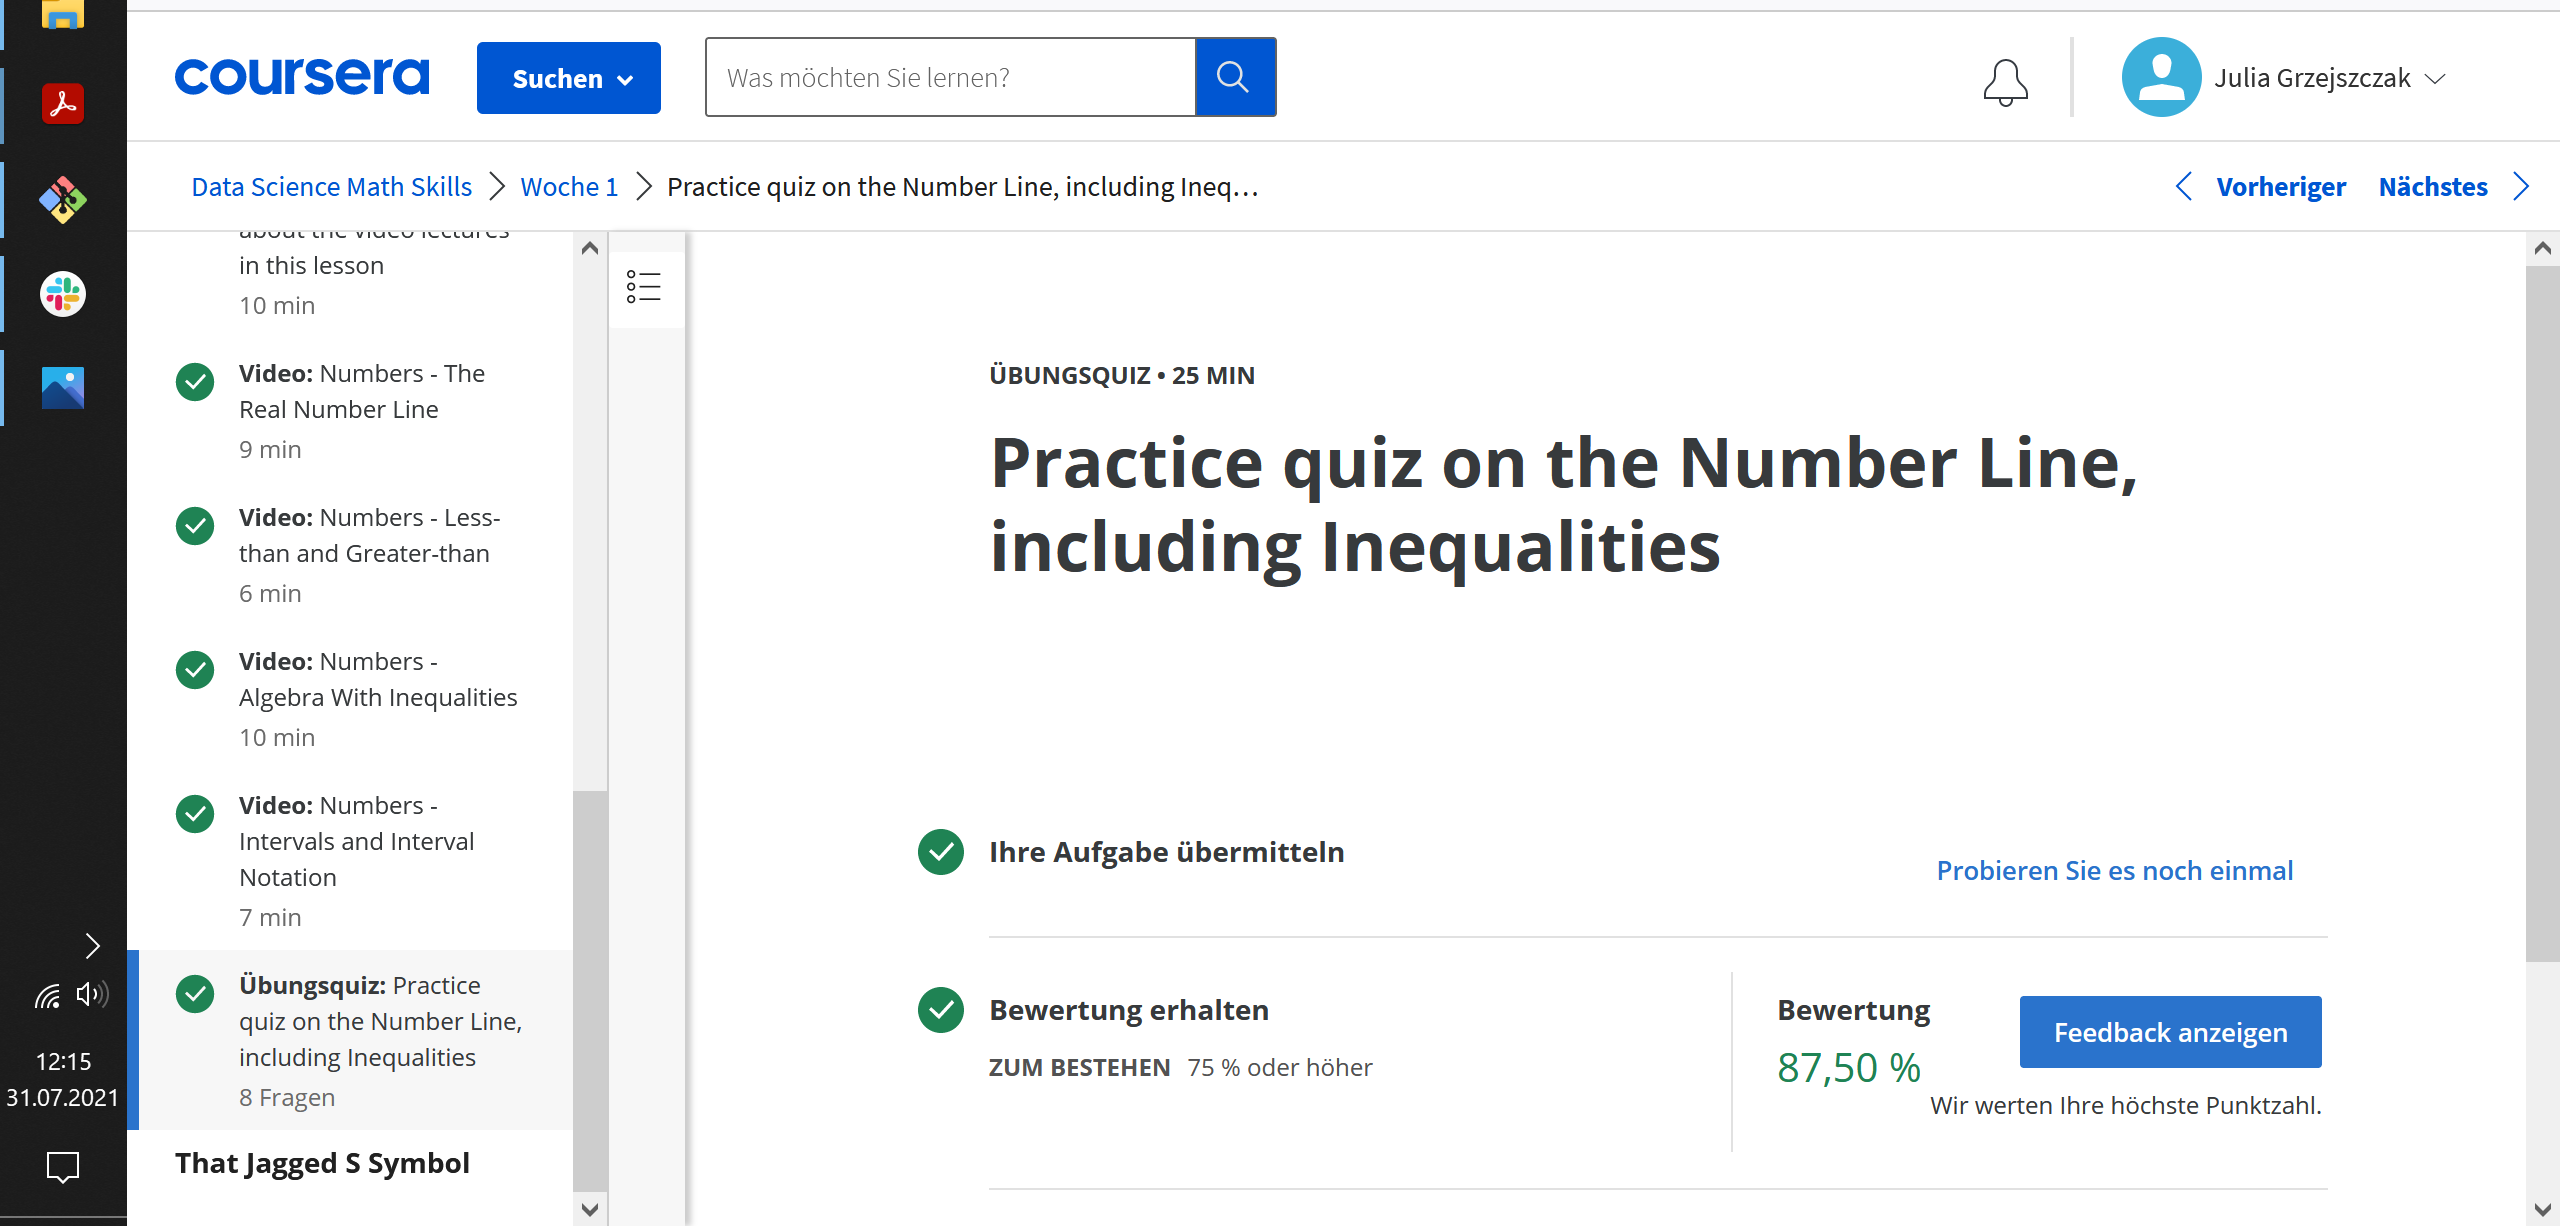 coursera
Suchen
Was möchten Sie lernen?
Julia Grzejszczak
Data Science Math Skills
Woche 1
Practice quiz on the Number Line, including Ineq…
Vorheriger
Nächstes
about the video lectures
in this lesson
10 min
Video: Numbers - The
Real Number Line
9 min
Video: Numbers - Less-
than and Greater-than
6 min
Video: Numbers -
Algebra With Inequalities
10 min
Video: Numbers -
Intervals and Interval
Notation
7 min
Übungsquiz: Practice
quiz on the Number Line,
including Inequalities
8 Fragen
That Jagged S Symbol
ÜBUNGSQUIZ • 25 MIN
Practice quiz on the Number Line,
including Inequalities
Ihre Aufgabe übermitteln
Probieren Sie es noch einmal
Bewertung erhalten
ZUM BESTEHEN 75 % oder höher
Bewertung
87,50 %
Feedback anzeigen
Wir werten Ihre höchste Punktzahl.
12:15
31.07.2021